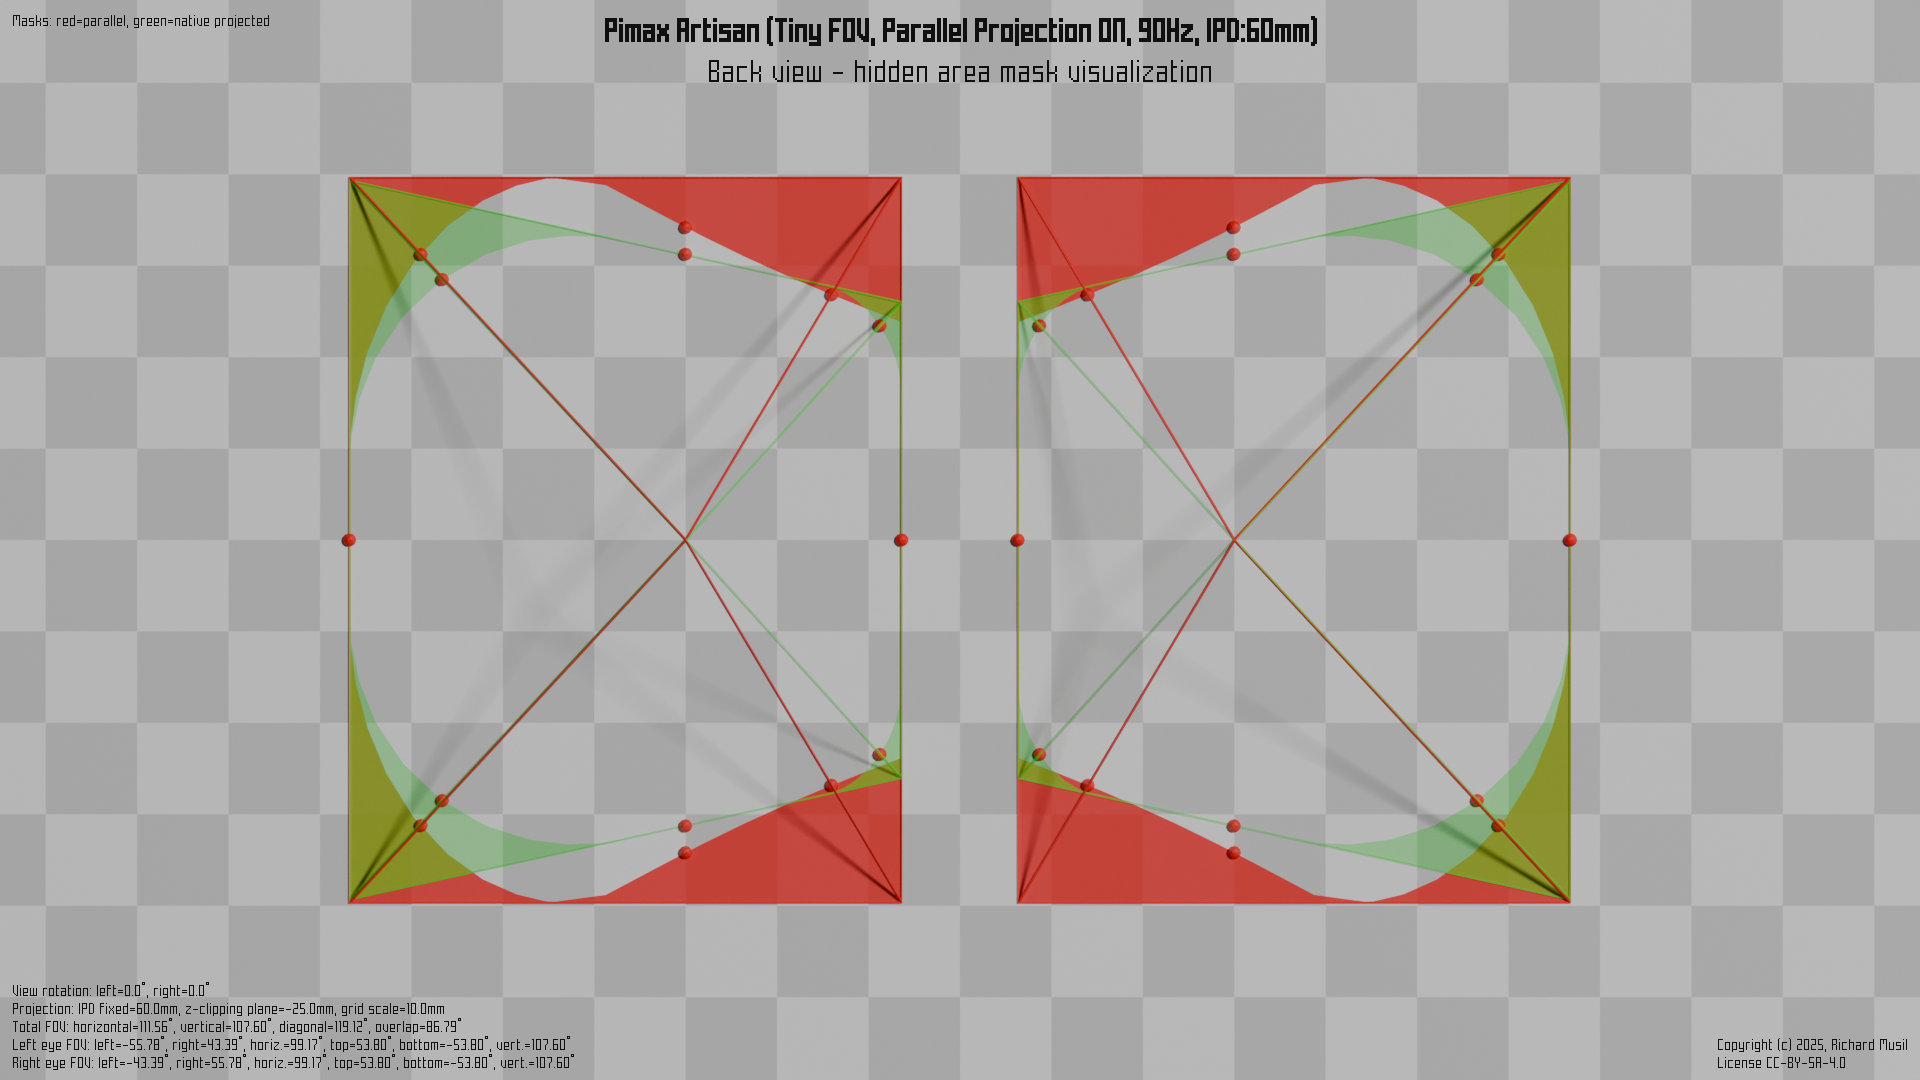 Masks: red=parallel, green=native projected
Pimax Artisan (Tiny FOV, Parallel Projection ON, 90Hz, IPD:60mm)
Back view - hidden area mask visualization
View rotation: left=0.0°, right=0.0°
Projection: IPD fixed=60.0mm, z-clipping plane=-25.0mm, grid scale=10.0mm
Total FOV: horizontal=111.56°, vertical=107.60°, diagonal=119.12°, overlap=86.79°
Left eye FOV: left=-55.78°, right=43.39°, horiz.=99.17°, top=53.80°, bottom=-53.80°, vert.=107.60°
Right eye FOV: left=-43.39°, right=55.78°, horiz.=99.17°, top=53.80°, bottom=-53.80°, vert.=107.60°
Copyright (c) 2025, Richard Musil
License CC-BY-SA-4.0